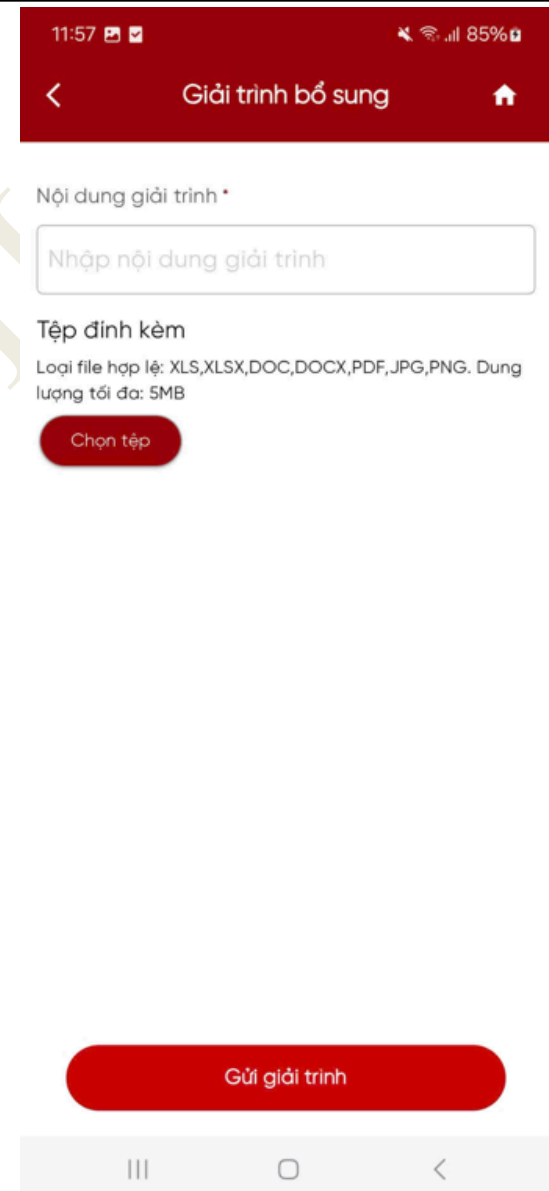 11:57 85%
Giải trình bổ sung
Nội dung giải trình *
Nhập nội dung giải trình
Tệp đính kèm
Loại file hợp lệ: XLS,XLSX,DOC,DOCX,PDF,JPG,PNG. Dung
lượng tối đa: 5MB
Chọn tệp
Gửi giải trình